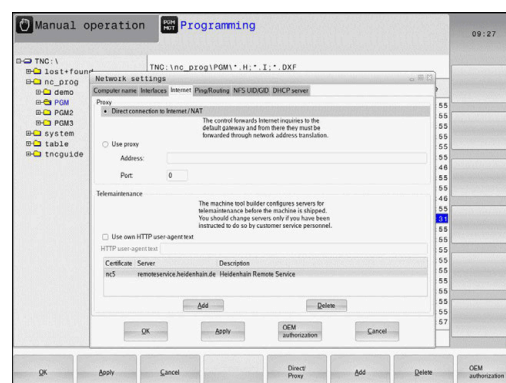 Manual operation
PGM
MGT
Programming
09:27
TNC:\
lost+found
nc_prog
demo
PGM
PGM2
PGM3
system
table
tncguide
TNC:\nc_prog\PGM\*.H;*.I;*.DXF
Network settings
Computer name Interfaces Internet Ping/Routing NFS UID/GID DHCP server
Proxy
Direct connection to Internet / NAT
The control forwards Internet inquiries to the
default gateway and from there they must be
forwarded through network address translation.
Use proxy
Address:
Port: 0
Telemaintenance
The machine tool builder configures servers for
telemaintenance before the machine is shipped.
You should change servers only if you have been
instructed to do so by customer service personnel.
Use own HTTP user-agent text
HTTP user-agent text
Certificate Server Description
nc5 remoteservice.heidenhain.de Heidenhain Remote Service
Add Delete
OK Apply OEM authorization Cancel
55
55
55
55
55
46
55
55
46
55
31
55
55
55
55
55
55
55
55
55
57
OK Apply Cancel Direct/ Proxy Add Delete OEM authorization